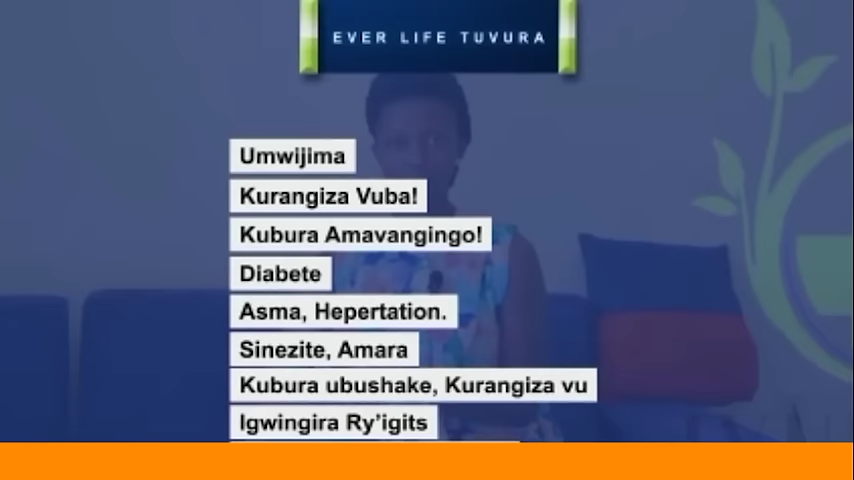 EVER LIFE TUVURA
Umwijima
Kurangiza Vuba!
Kubura Amavangingo!
Diabete
Asma, Hepertation.
Sinezite, Amara
Kubura ubushake, Kurangiza vu
Igwingira Ry'igits